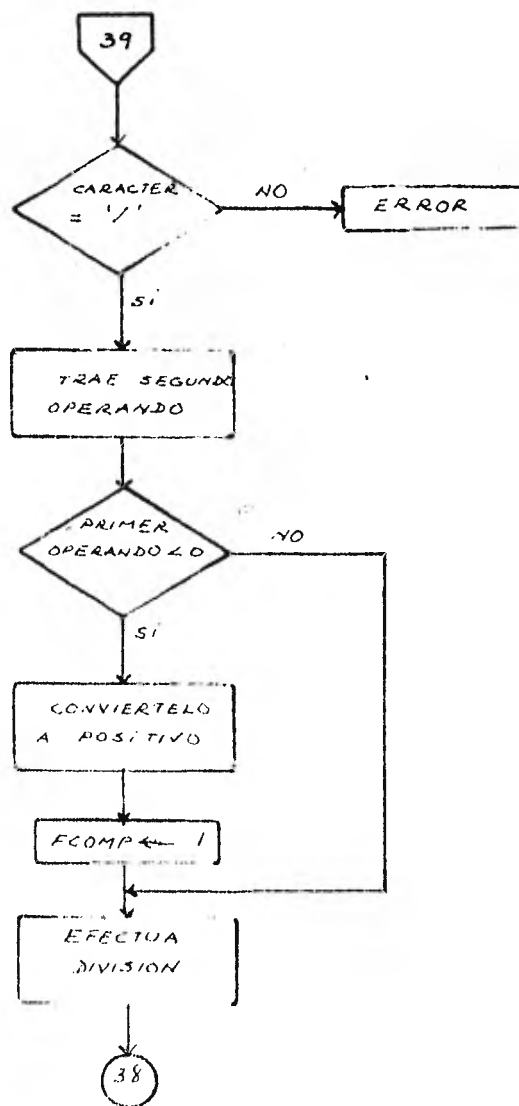 39
CARACTER
= '/'
NO
ERROR
Si
TRAE SEGUNDO
OPERANDO
PRIMER
OPERANDO < 0
NO
Si
CONVIERTELO
A POSITIVO
FCOMP ← 1
EFECTUA
DIVISION
38